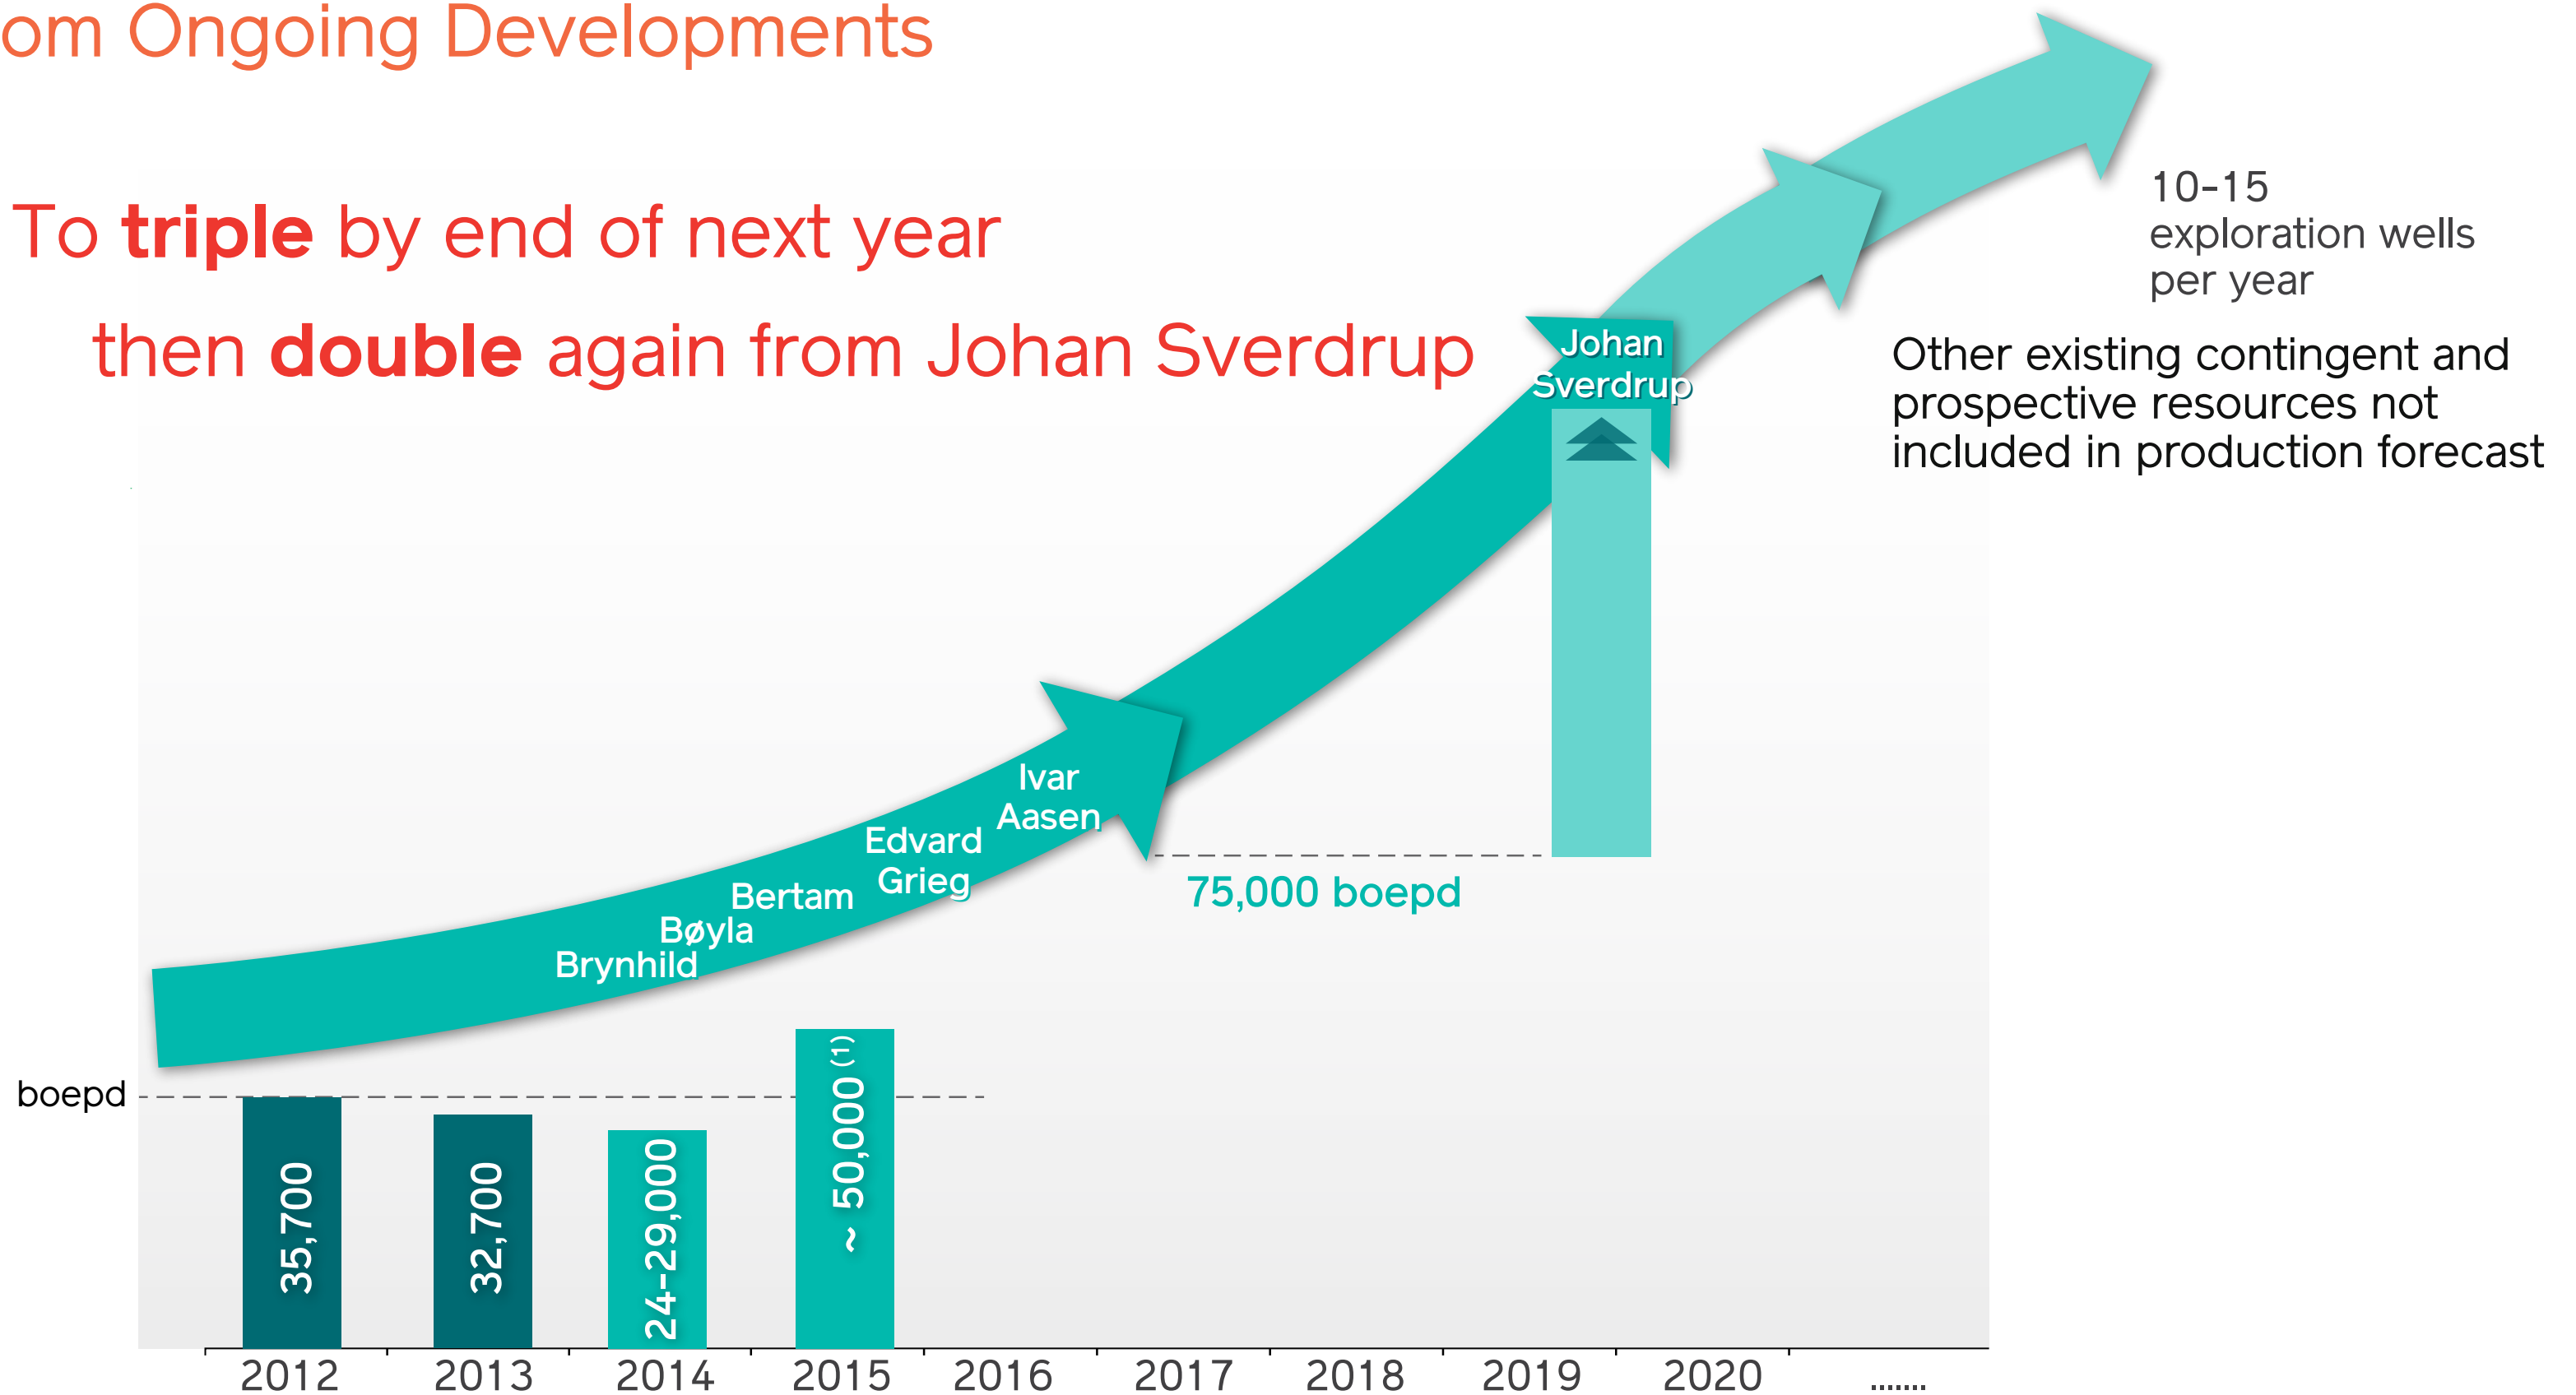 om Ongoing Developments
To triple by end of next year
then double again from Johan Sverdrup
10-15
exploration wells
per year
Other existing contingent and
prospective resources not
included in production forecast
Johan
Sverdrup
Ivar
Aasen
Edvard
Grieg
Bertam
Bøyla
Brynhild
75,000 boepd
boepd
35,700
32,700
24-29,000
~ 50,000 (1)
2012 2013 2014 2015 2016 2017 2018 2019 2020 .......